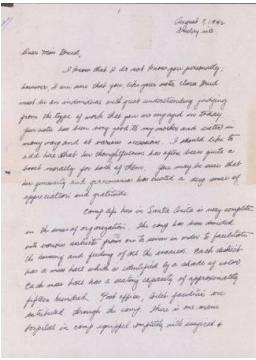 August 7, 1942
Friday nite
Dear Miss Breed,
I know that I do not know you personally,
however, I am sure that you, like your sister Clara Breed
must be an individual with great understanding judging
from the type of work that you are engaged in today.
Your sister has been very good to my mother and sister in
many ways and at various occasions. I should like to
add here that her thoughtfulness has often been quite a
boost morally for both of them. You may be sure that
her generosity and graciousness has created a deep sense of
appreciation and gratitude.
Camp life here in Santa Anita is very complete
in the sense of organization. The camp has been divided
into various districts from one to seven in order to facilitate
the housing and feeding of all the evacuees. Each district
has a mess hall which is identified by a shade of color.
Each mess hall has a seating capacity of approximately
fifteen hundred. Post office, toilet facilities are
distributed through the camp. There is one main
hospital in camp equipped completely with surgical &